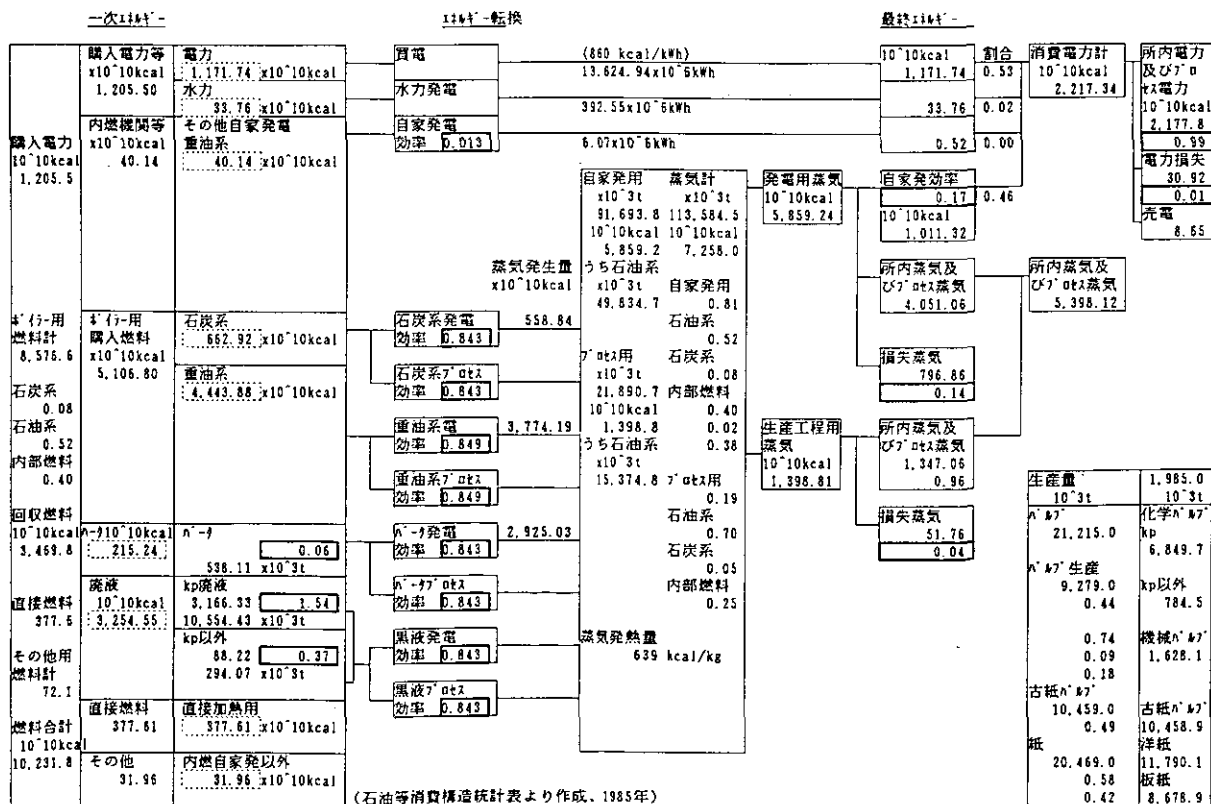 一次ｴﾈﾙｷﾞｰ
ｴﾈﾙｷﾞｰ転換
最終ｴﾈﾙｷﾞｰ
購入電力
10^10kcal
1,205.5
ﾎﾞｲﾗｰ用
燃料計
8,576.6
石炭系
0.08
石油系
0.52
内部燃料
0.40
回収燃料
10^10kcal
3,469.8
直接燃料
377.6
その他用
燃料計
72.1
燃料合計
10^10kcal
10,231.8
購入電力等
x10^10kcal
1,205.50
内燃機関等
x10^10kcal
40.14
ﾎﾞｲﾗｰ用
購入燃料
x10^10kcal
5,106.80
ﾊﾞｰｸ10^10kcal
215.24
廃液
10^10kcal
3,254.55
直接燃料
377.61
その他
31.96
電力
1,171.74 x10^10kcal
水力
33.76 x10^10kcal
その他自家発電
重油系
40.14 x10^10kcal
石炭系
662.92 x10^10kcal
重油系
4,443.88 x10^10kcal
ﾊﾞｰｸ
0.06
538.11 x10^3t
kp廃液
3,166.33 1.54
10,554.43 x10^3t
kp以外
88.22 0.37
294.07 x10^3t
直接加熱用
377.61 x10^10kcal
内燃自家発以外
31.96 x10^10kcal
買電
水力発電
自家発電
効率 0.013
(860 kcal/kWh)
13,624.94x10^6kWh
392.55x10^6kWh
6.07x10^6kWh
蒸気発生量
x10^10kcal
石炭系発電 558.84
効率 0.843
石炭系ﾌﾟﾛｾｽ
効率 0.843
重油系電 3,774.19
効率 0.849
重油系ﾌﾟﾛｾｽ
効率 0.849
ﾊﾞｰｸ発電 2,925.03
効率 0.843
ﾊﾞｰｸﾌﾟﾛｾｽ
効率 0.843
黒液発電
効率 0.843
黒液ﾌﾟﾛｾｽ
効率 0.843
自家発用 蒸気計
x10^3t x10^3t
91,693.8 113,584.5
10^10kcal 10^10kcal
5,859.2 7,258.0
うち石油系
x10^3t 自家発用
49,834.7 0.81
石油系
0.52
ﾌﾟﾛｾｽ用 石炭系
x10^3t 0.08
21,890.7 内部燃料
10^10kcal 0.40
1,398.8 0.02
うち石油系 0.38
x10^3t
15,374.8 ﾌﾟﾛｾｽ用
0.19
石油系
0.70
石炭系
0.05
内部燃料
0.25
蒸気発熱量
639 kcal/kg
発電用蒸気
10^10kcal
5,859.24
生産工程用
蒸気
10^10kcal
1,398.81
10^10kcal 割合
1,171.74 0.53
33.76 0.02
0.52 0.00
自家発効率
0.17 0.46
10^10kcal
1,011.32
所内蒸気及
びﾌﾟﾛｾｽ蒸気
4,051.06
損失蒸気
796.86
0.14
所内蒸気及
びﾌﾟﾛｾｽ蒸気
1,347.06
0.96
損失蒸気
51.76
0.04
消費電力計
10^10kcal
2,217.34
所内蒸気及
びﾌﾟﾛｾｽ蒸気
5,398.12
所内電力
及びﾌﾟﾛ
ｾｽ電力
10^10kcal
2,177.8
0.99
電力損失
30.92
0.01
売電
8.65
生産量 1,985.0
10^3t 10^3t
ﾊﾟﾙﾌﾟ 化学ﾊﾟﾙﾌﾟ
21,215.0 kp
6,849.7
ﾊﾟﾙﾌﾟ生産
9,279.0 kp以外
0.44 784.5
0.74 機械ﾊﾟﾙﾌﾟ
0.09 1,628.1
0.18
古紙ﾊﾟﾙﾌﾟ
10,459.0 古紙ﾊﾟﾙﾌﾟ
0.49 10,458.9
紙 洋紙
20,469.0 11,790.1
0.58 板紙
0.42 8,678.9
(石油等消費構造統計表より作成、1985年)